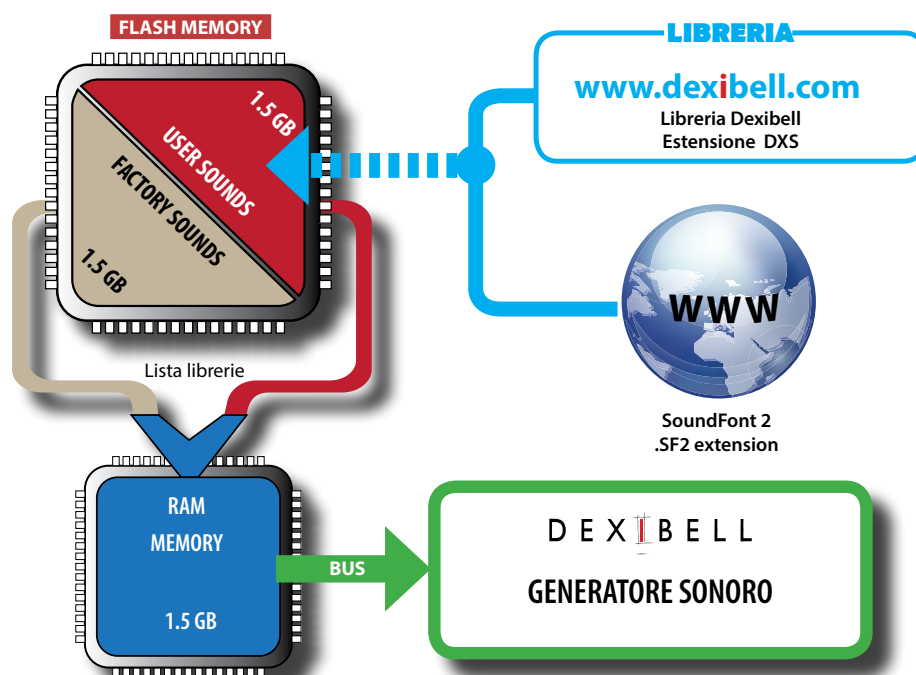 FLASH MEMORY
1.5 GB
USER SOUNDS
FACTORY SOUNDS
1.5 GB
LIBRERIA
www.dexibell.com
Libreria Dexibell
Estensione DXS
WWW
SoundFont 2
.SF2 extension
Lista librerie
RAM
MEMORY
1.5 GB
BUS
DEXIBELL
GENERATORE SONORO